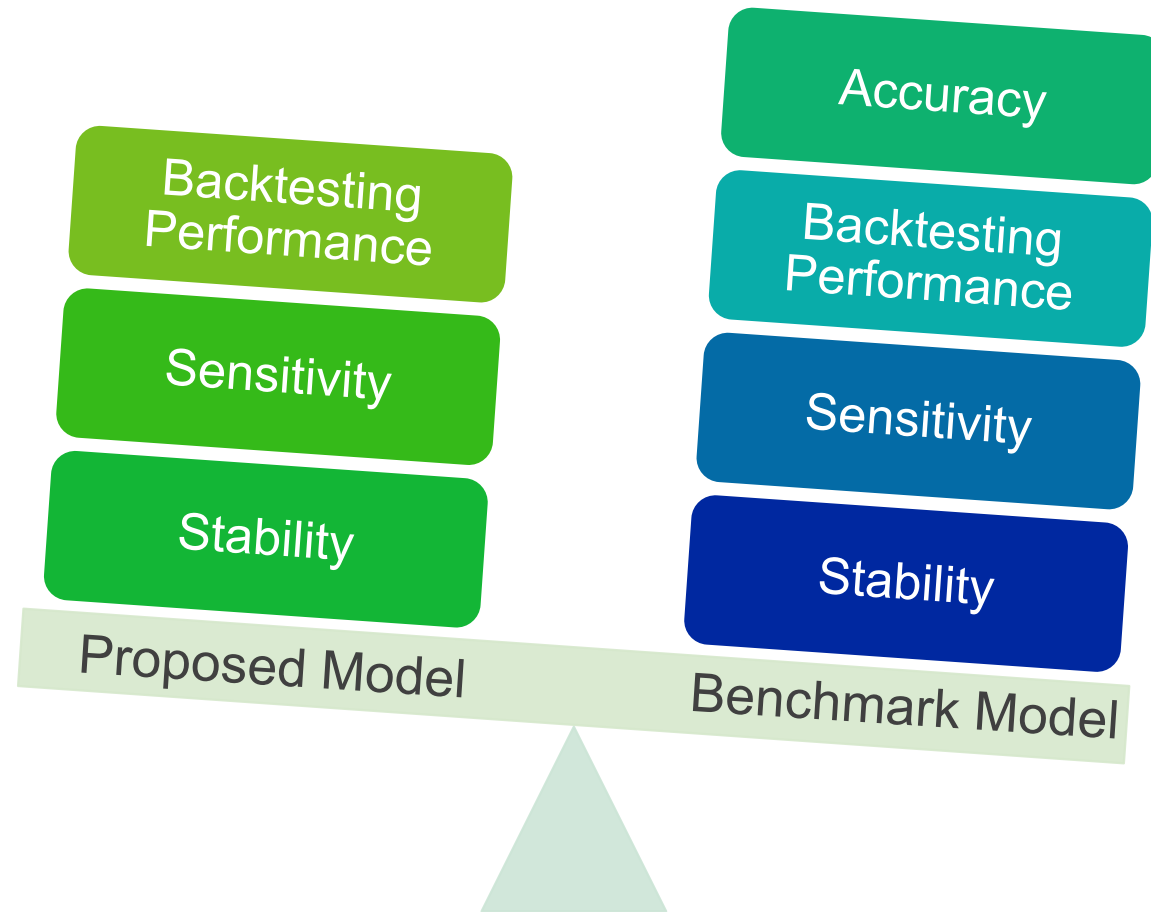 Backtesting
Performance
Sensitivity
Stability
Proposed Model
Accuracy
Backtesting
Performance
Sensitivity
Stability
Benchmark Model